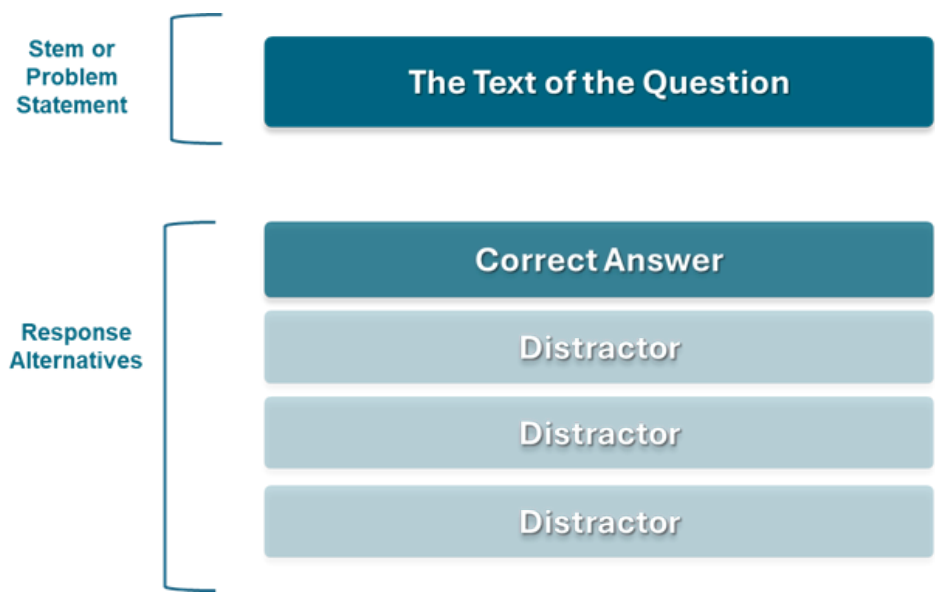 Stem or
Problem
Statement
The Text of the Question
Response
Alternatives
Correct Answer
Distractor
Distractor
Distractor